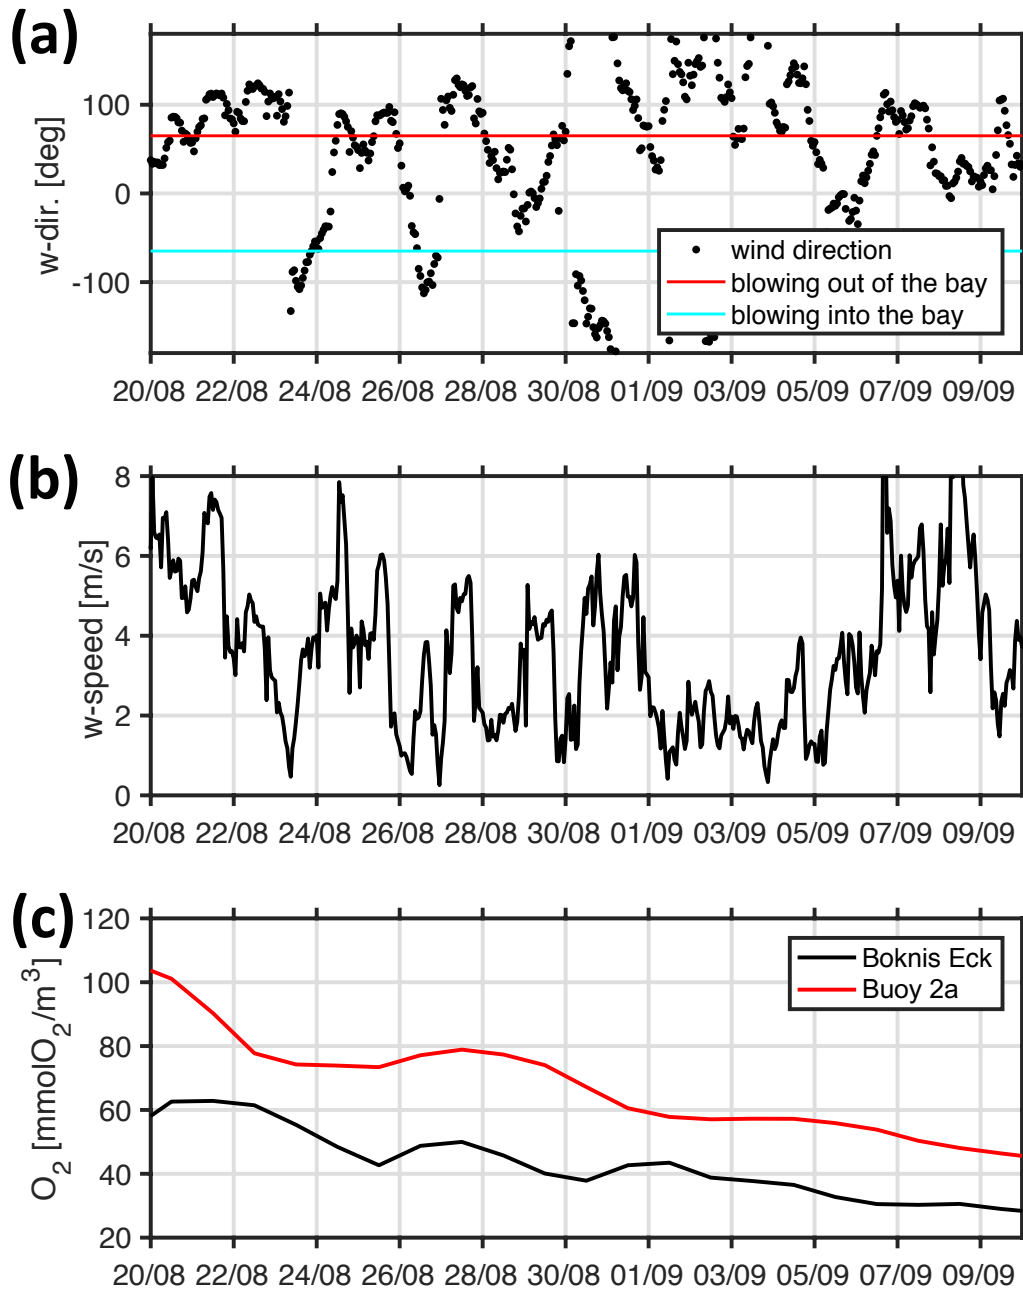 (a)
w-dir. [deg]
100
0
-100
wind direction
blowing out of the bay
blowing into the bay
20/08 22/08 24/08 26/08 28/08 30/08 01/09 03/09 05/09 07/09 09/09
(b)
w-speed [m/s]
8
6
4
2
0
20/08 22/08 24/08 26/08 28/08 30/08 01/09 03/09 05/09 07/09 09/09
(c)
O2 [mmolO2/m3]
120
100
80
60
40
20
Boknis Eck
Buoy 2a
20/08 22/08 24/08 26/08 28/08 30/08 01/09 03/09 05/09 07/09 09/09